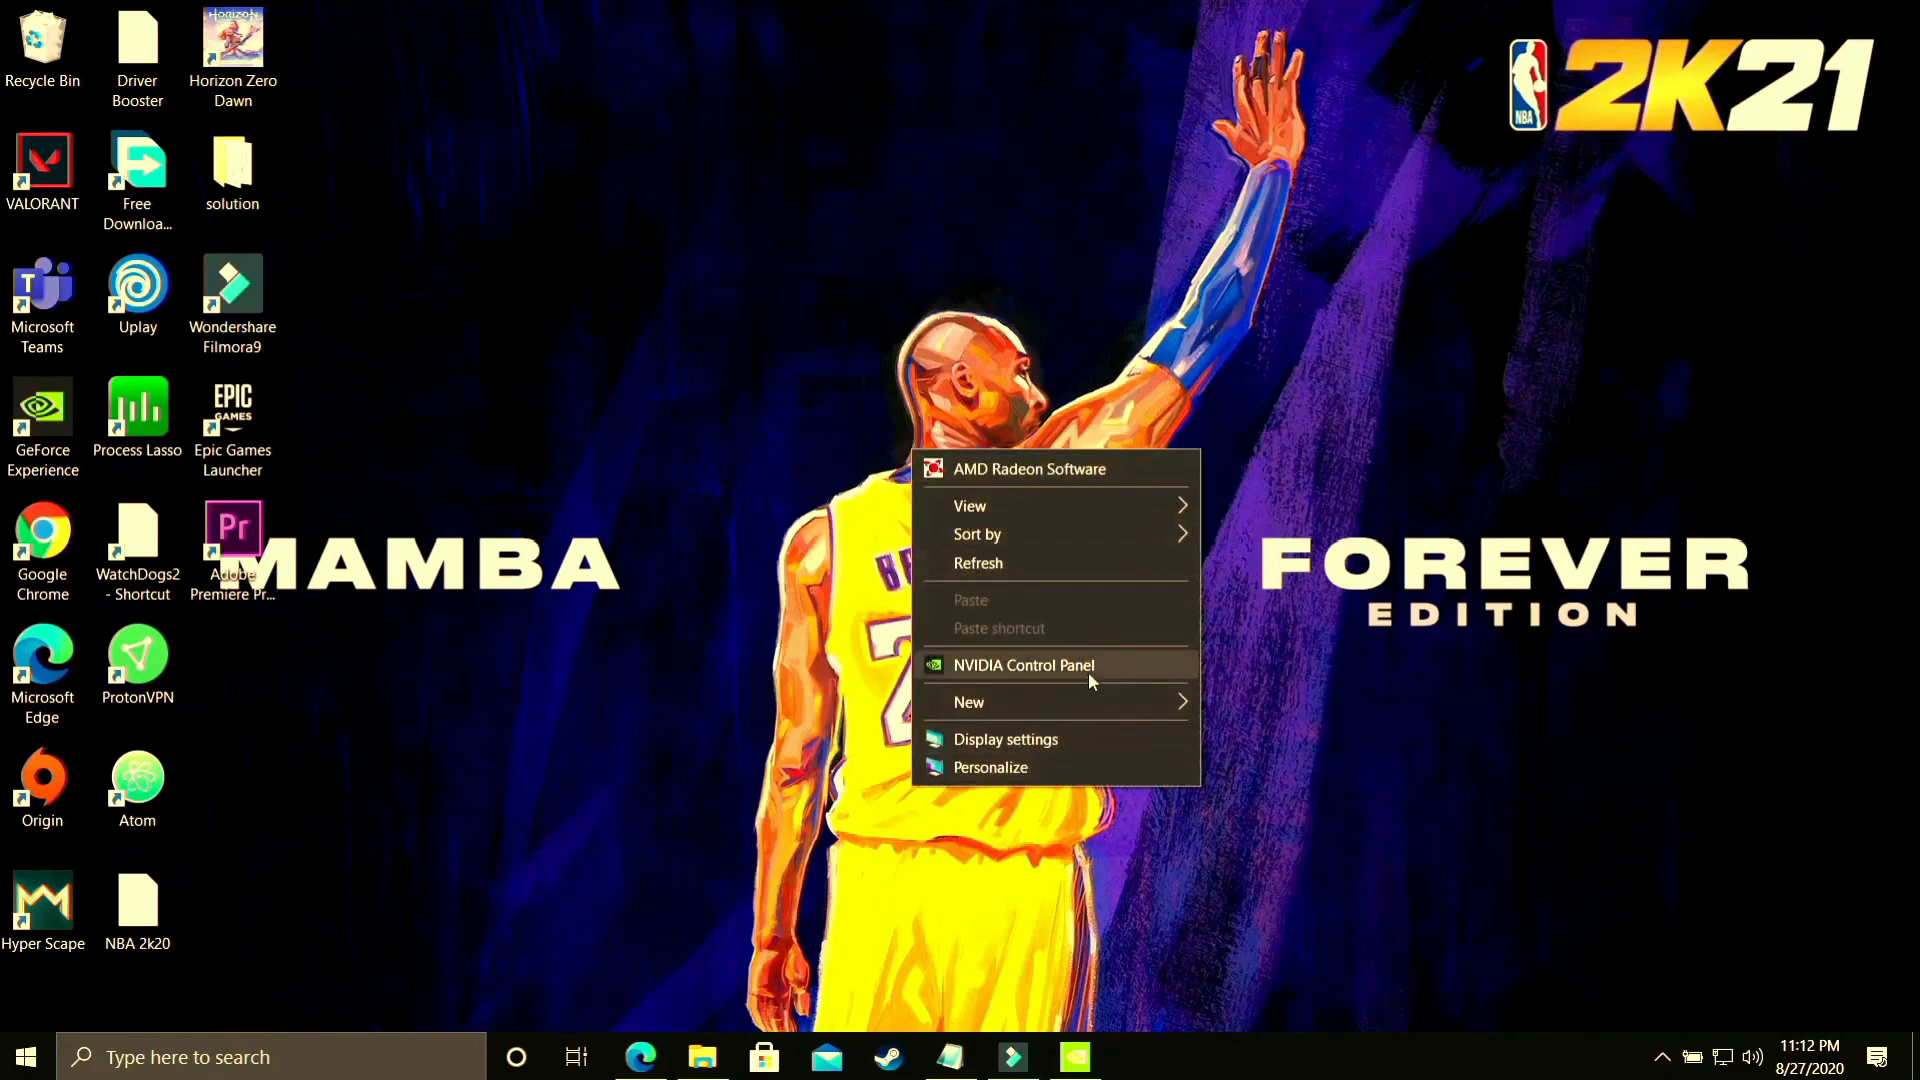 Recycle Bin
Driver
Booster
Horizon Zero
Dawn
VALORANT
Free
Downloa...
solution
Microsoft
Teams
Uplay
Wondershare
Filmora9
GeForce
Experience
Process Lasso
EPIC
GAMES
Epic Games
Launcher
Google
Chrome
WatchDogs2
- Shortcut
Pr
Adobe
Premiere Pr...
Microsoft
Edge
ProtonVPN
Origin
Atom
Hyper Scape
NBA 2k20
HORIZON
T
NBA
2K21
MAMBA
FOREVER
EDITION
AMD Radeon Software
View
Sort by
Refresh
Paste
Paste shortcut
NVIDIA Control Panel
New
Display settings
Personalize
Type here to search
11:12 PM
8/27/2020